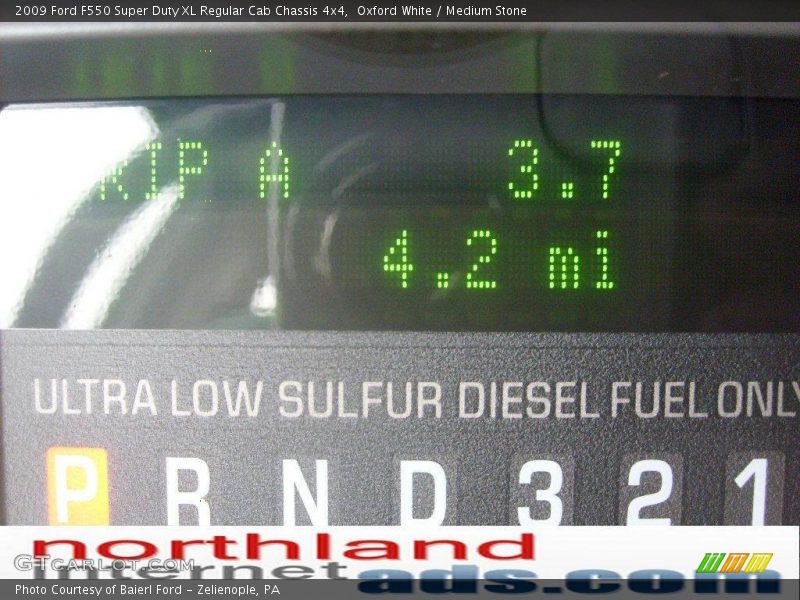 2009 Ford F550 Super Duty XL Regular Cab Chassis 4x4,  Oxford White / Medium Stone
RIP A 3.7
4.2 mi
ULTRA LOW SULFUR DIESEL FUEL ONLY
P R N D 3 2 1
northland
internet ads.com
GTCarLot.com
Photo Courtesy of Baierl Ford - Zelienople, PA